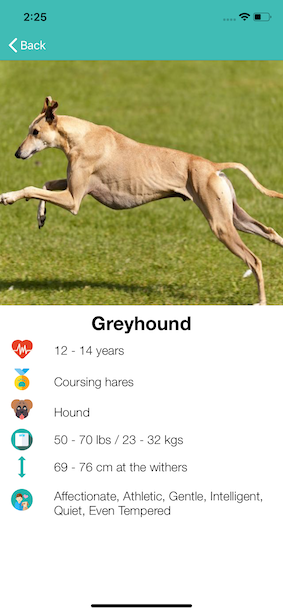 2:25
Back
Greyhound
12 - 14 years
Coursing hares
Hound
50 - 70 lbs / 23 - 32 kgs
69 - 76 cm at the withers
Affectionate, Athletic, Gentle, Intelligent,
Quiet, Even Tempered